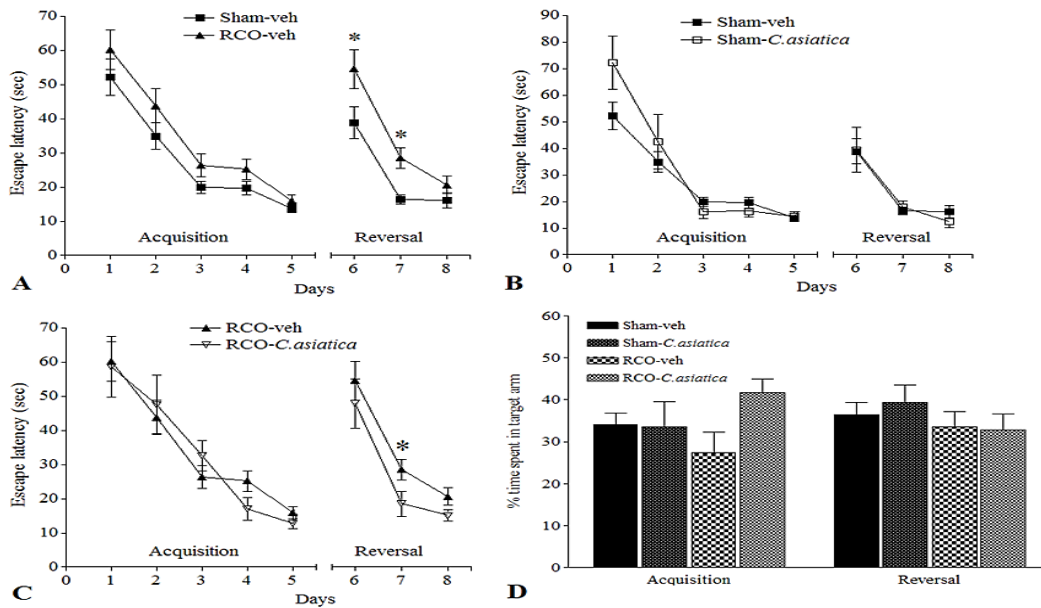 Sham-veh
RCO-veh
Escape latency (sec)
70
60
50
40
30
20
10
0
*
*
Acquisition
Reversal
0
1
2
3
4
5
6
7
8
Days
A
Sham-veh
Sham-C.asiatica
Escape latency (sec)
90
80
70
60
50
40
30
20
10
0
Acquisition
Reversal
0
1
2
3
4
5
6
7
8
Days
B
RCO-veh
RCO-C.asiatica
Escape latency (sec)
70
60
50
40
30
20
10
0
*
Acquisition
Reversal
0
1
2
3
4
5
6
7
8
Days
C
Sham-veh
Sham-C.asiatica
RCO-veh
RCO-C.asiatica
% time spent in target arm
60
50
40
30
20
10
0
Acquisition
Reversal
D